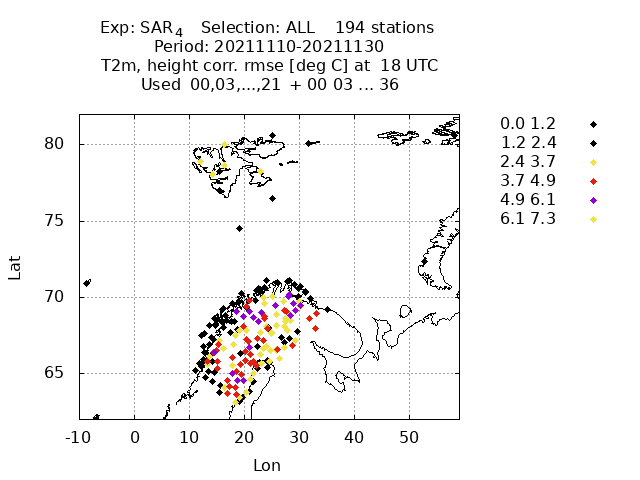 Exp: SAR_4 Selection: ALL 194 stations
Period: 20211110-20211130
T2m, height corr. rmse [deg C] at 18 UTC
Used 00,03,...,21 + 00 03 ... 36
0.0 1.2
1.2 2.4
2.4 3.7
3.7 4.9
4.9 6.1
6.1 7.3
80
75
70
65
Lat
-10 0 10 20 30 40 50
Lon